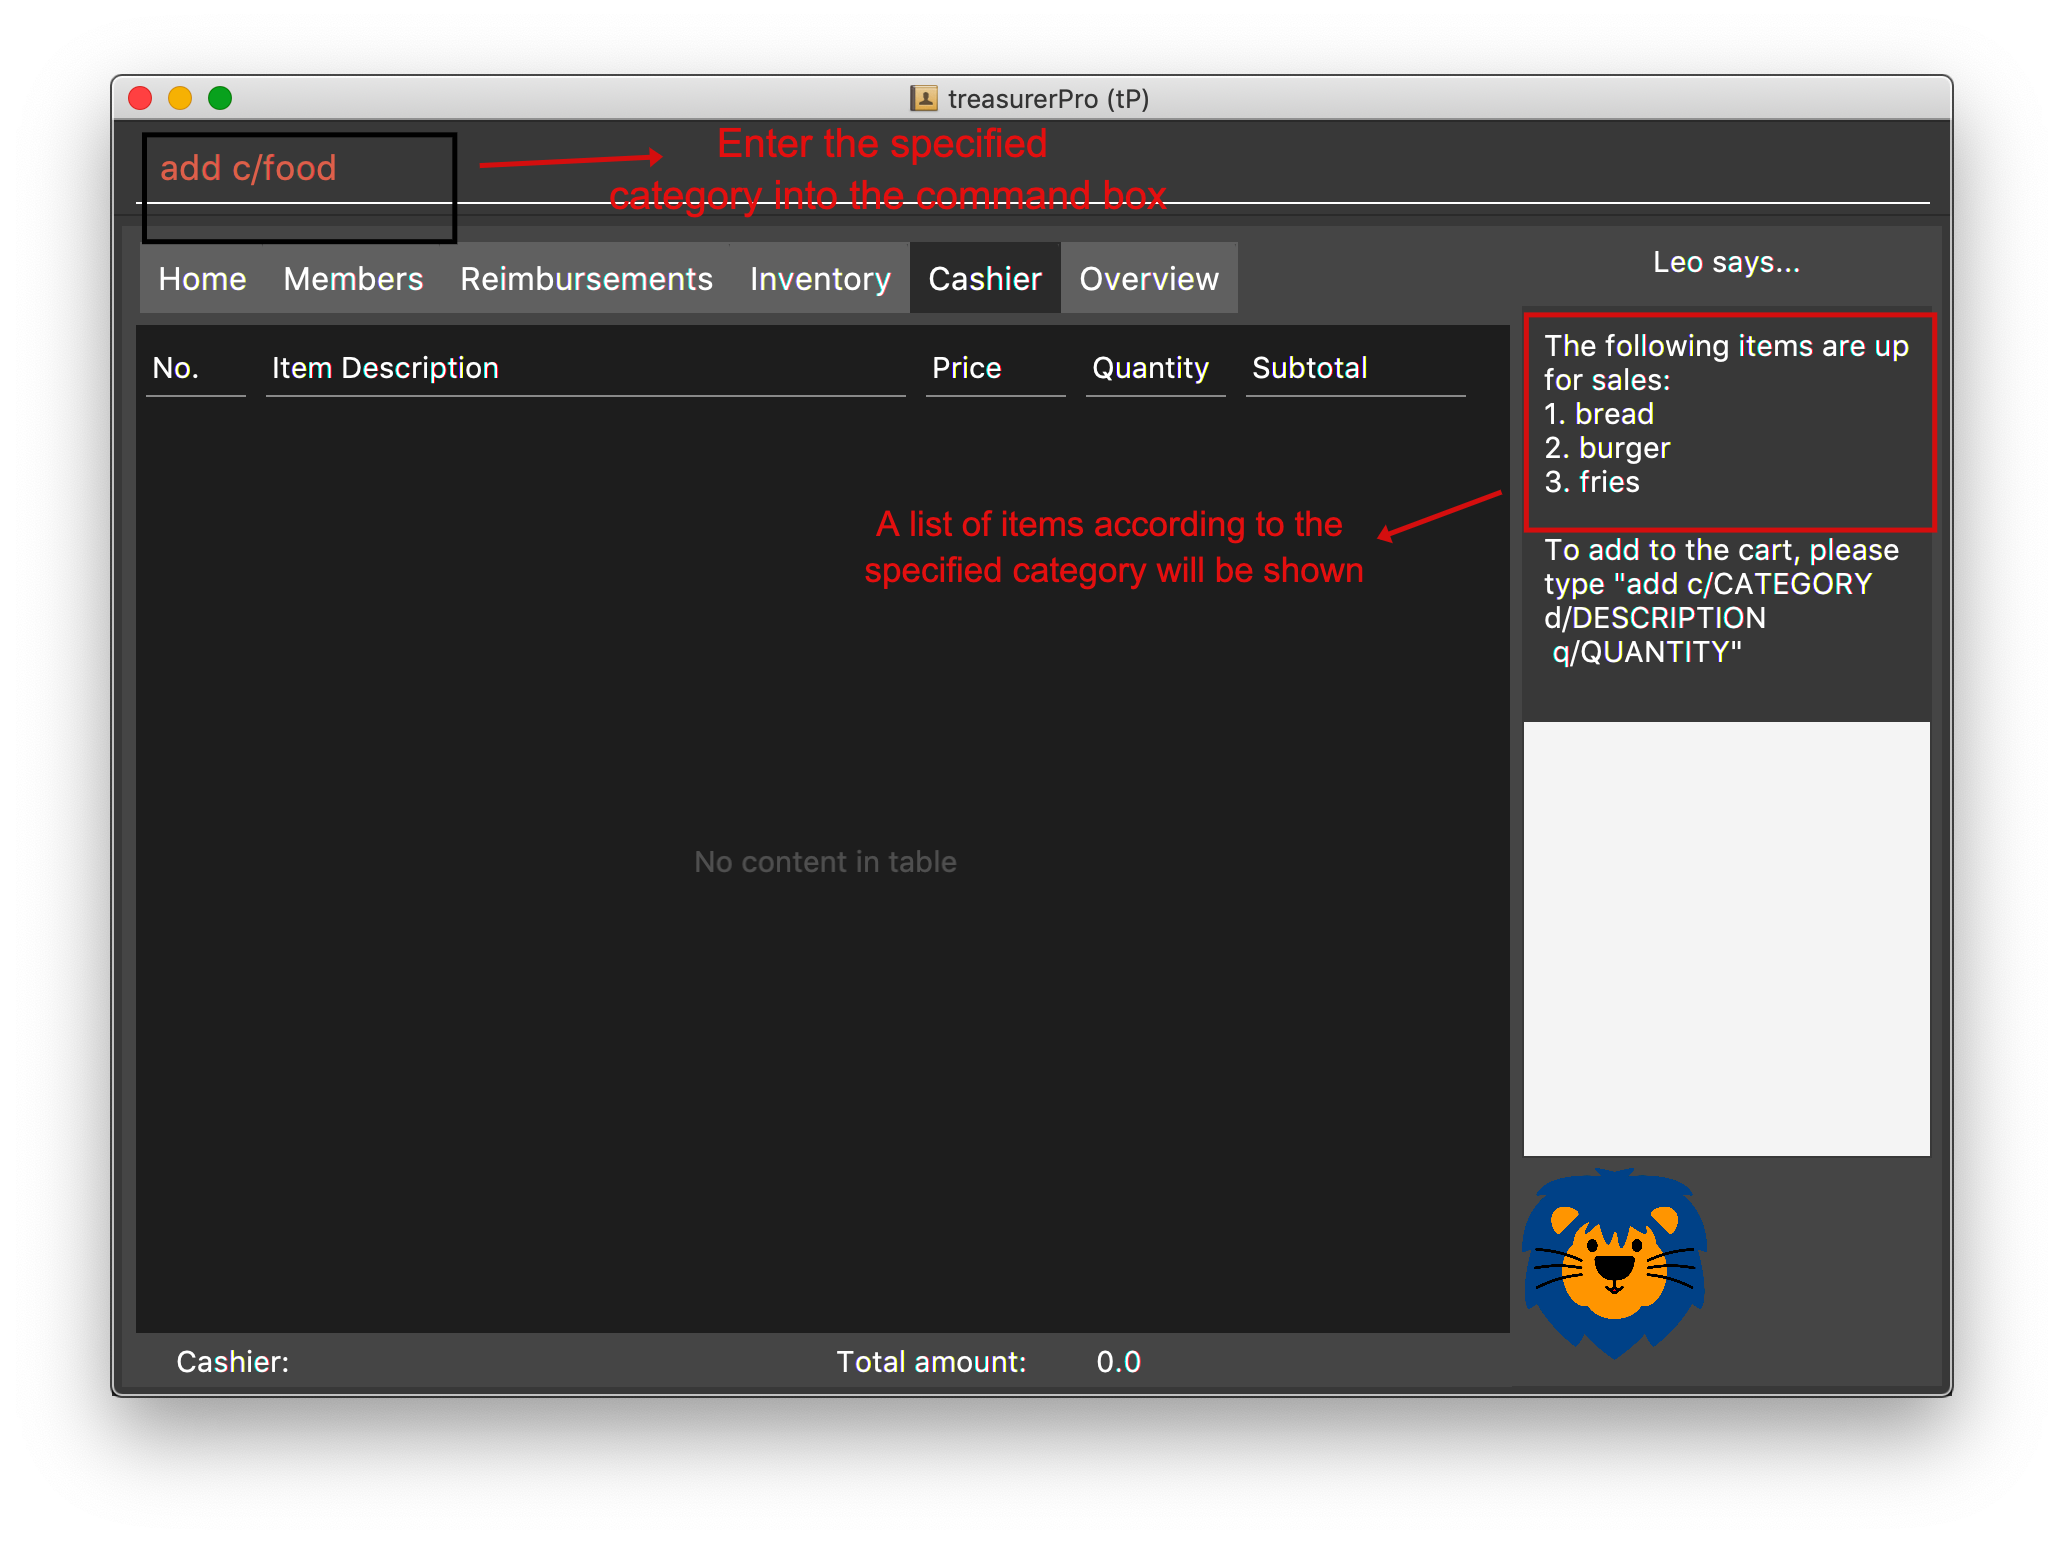 treasurerPro (tP)
add c/food
Enter the specified
category into the command box
Home Members Reimbursements Inventory Cashier Overview
Leo says...
No. Item Description Price Quantity Subtotal
The following items are up
for sales:
1. bread
2. burger
3. fries
A list of items according to the
specified category will be shown
To add to the cart, please
type "add c/CATEGORY
d/DESCRIPTION
q/QUANTITY"
No content in table
Cashier: Total amount: 0.0